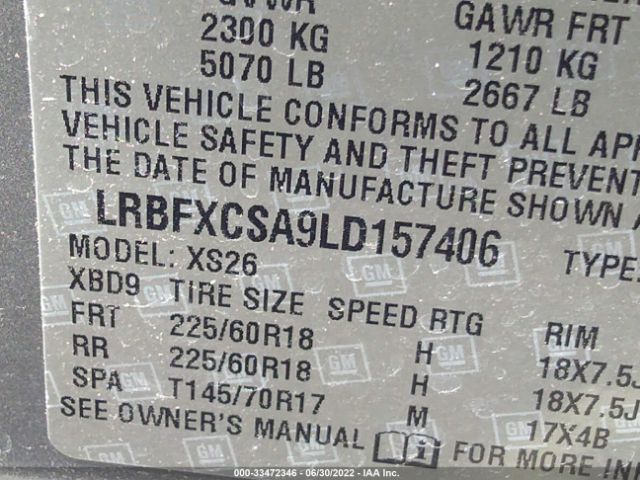 GVWR GAWR FRT
2300 KG 1210 KG
5070 LB 2667 LB
THIS VEHICLE CONFORMS TO ALL
VEHICLE SAFETY AND THEFT
THE DATE OF MANUFACTURE SHOWN
LRBFXCSA9LD157406
MODEL: XS26 TYPE:
XBD9 TIRE SIZE SPEED RTG RIM
FRT 225/60R18 H 18X7.5J
RR 225/60R18 H 18X7.5J
SPA T145/70R17 M 17X4B
SEE OWNER'S MANUAL FOR MORE
000-33472346 - 06/30/2022 - IAA Inc.